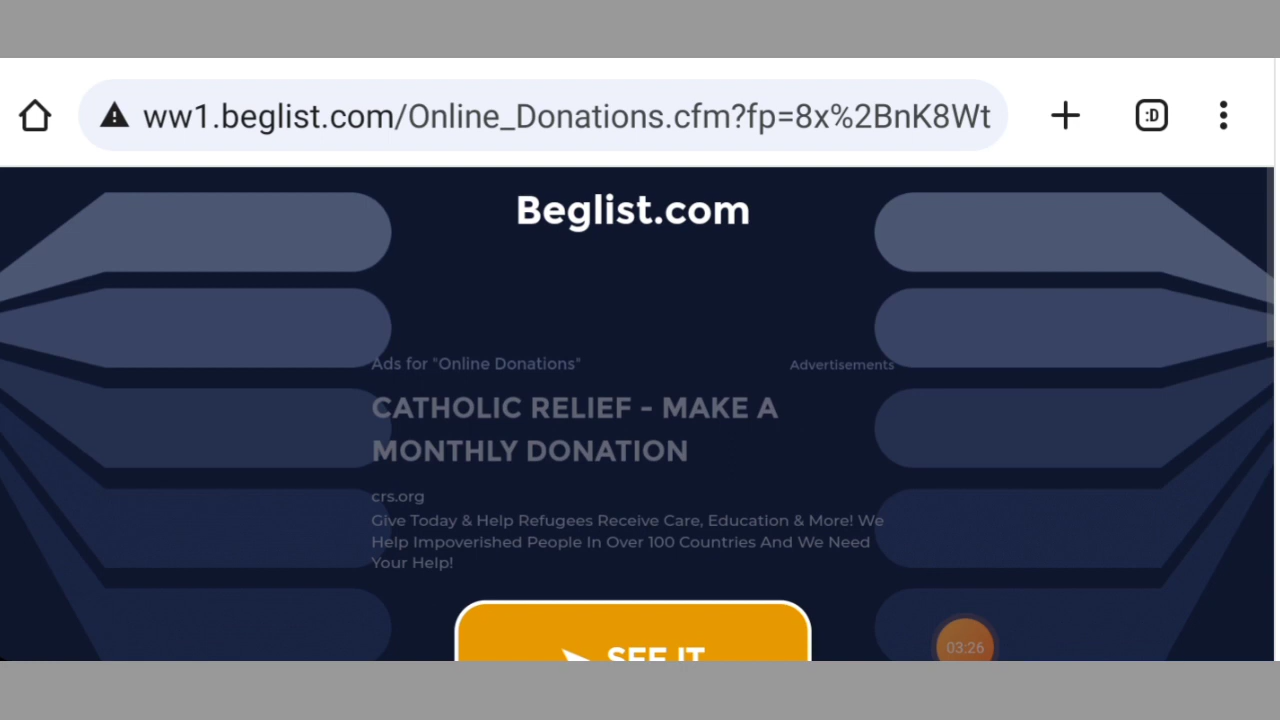 ww1.beglist.com/Online_Donations.cfm?fp=8x%2BnK8Wt
:D
Beglist.com
Ads for "Online Donations"
Advertisements
CATHOLIC RELIEF - MAKE A
MONTHLY DONATION
crs.org
Give Today & Help Refugees Receive Care, Education & More! We
Help Impoverished People In Over 100 Countries And We Need
Your Help!
SEE IT
03:26